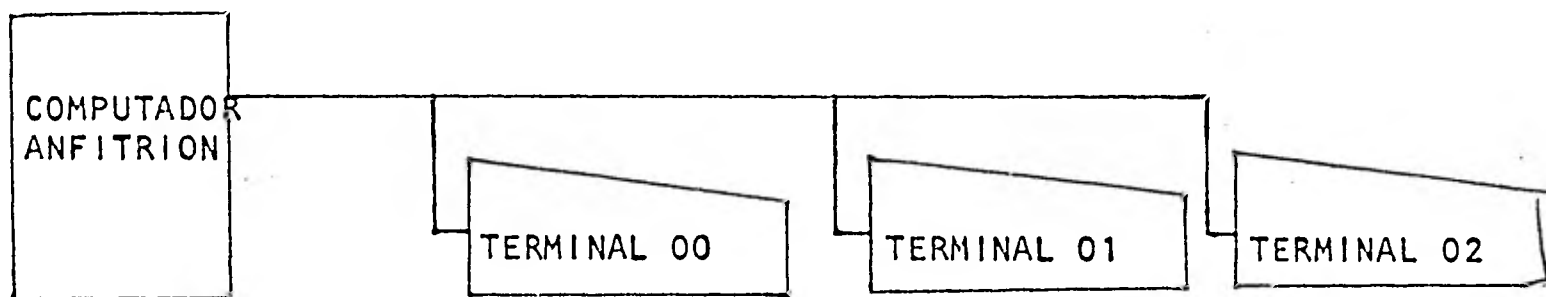 COMPUTADOR
ANFITRION
TERMINAL 00
TERMINAL 01
TERMINAL 02